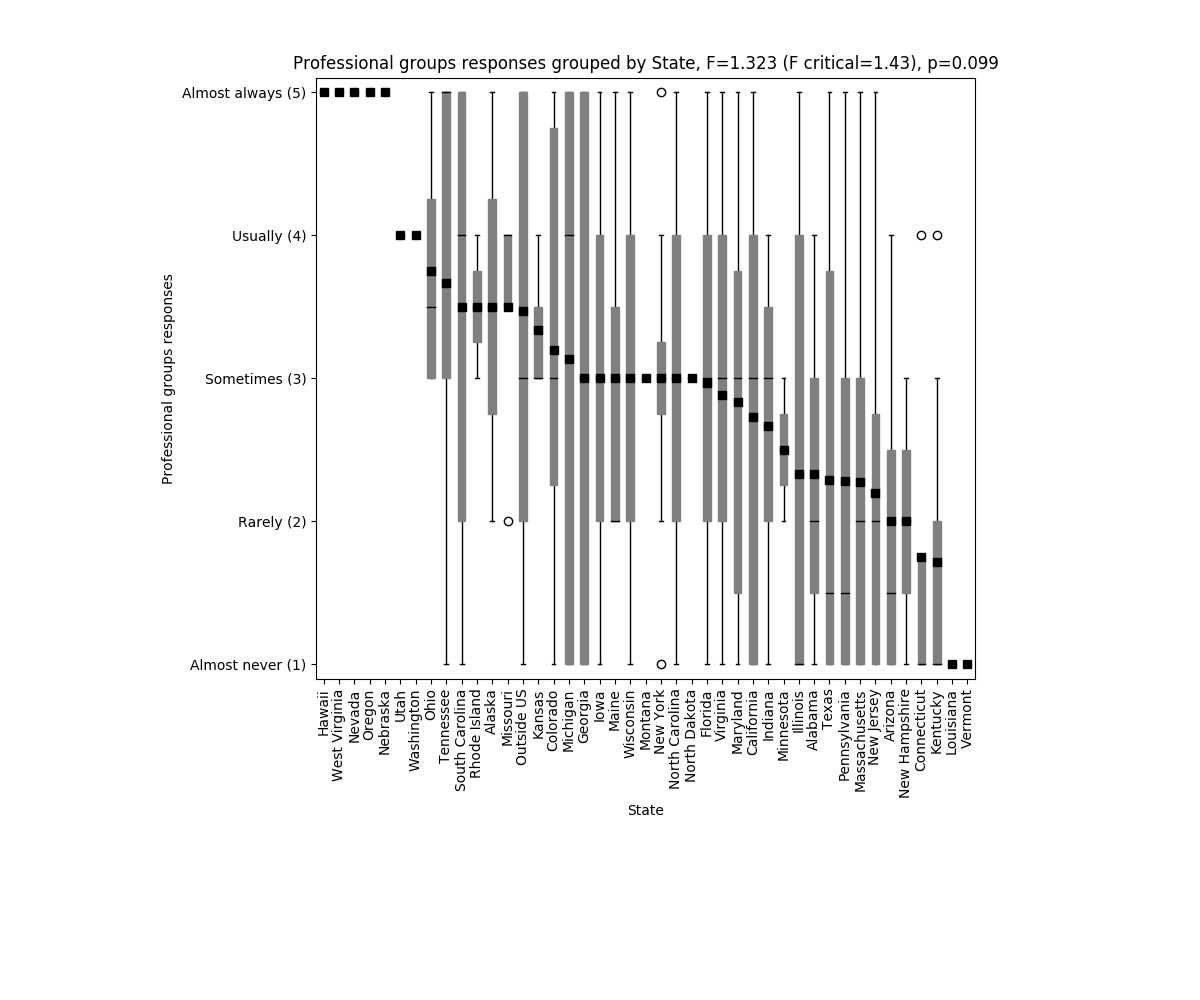 Professional groups responses grouped by State, F=1.323 (F critical=1.43), p=0.099
Almost always (5)
Usually (4)
Sometimes (3)
Rarely (2)
Almost never (1)
Professional groups responses
Hawaii
West Virginia
Nevada
Oregon
Nebraska
Utah
Washington
Ohio
Tennessee
South Carolina
Rhode Island
Alaska
Missouri
Outside US
Kansas
Colorado
Michigan
Georgia
Iowa
Maine
Wisconsin
Montana
New York
North Carolina
North Dakota
Florida
Virginia
Maryland
California
Indiana
Minnesota
Illinois
Alabama
Texas
Pennsylvania
Massachusetts
New Jersey
Arizona
New Hampshire
Connecticut
Kentucky
Louisiana
Vermont
State